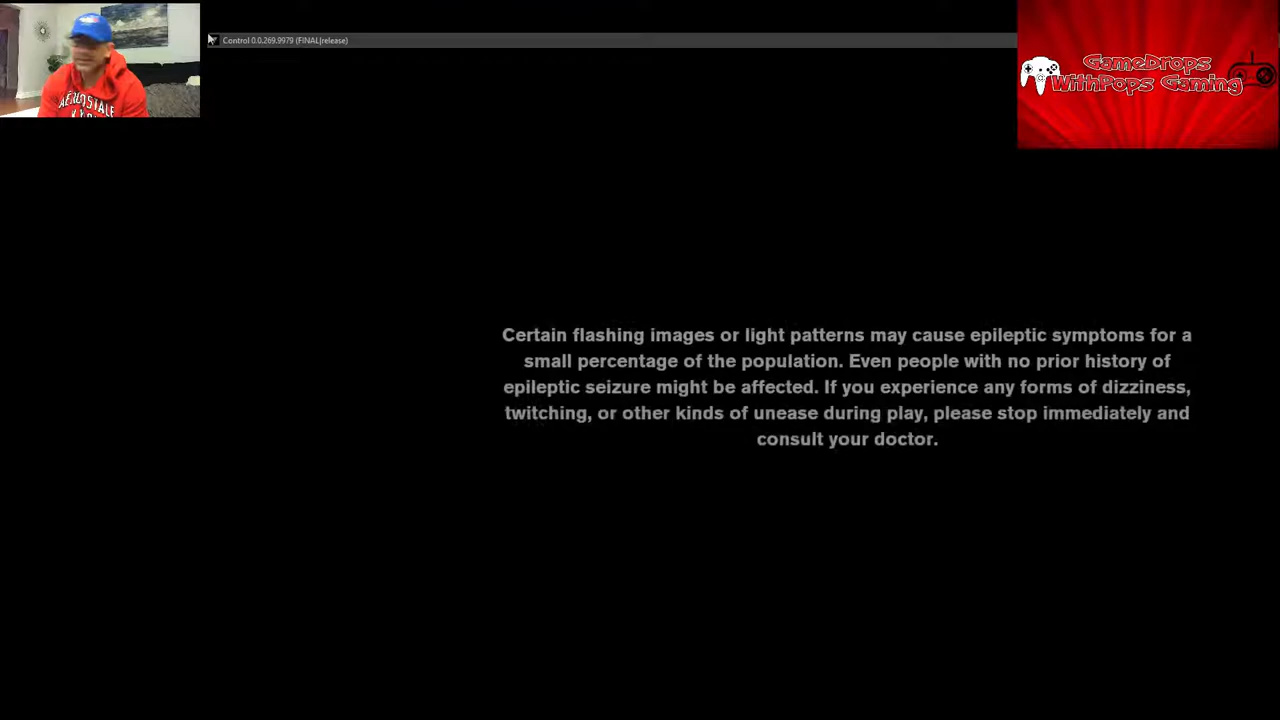 Control 0.0.269.9979 (FINAL|release)
GameDrops
WithPops Gaming
AEROPOSTALE
Certain flashing images or light patterns may cause epileptic symptoms for a
small percentage of the population. Even people with no prior history of
epileptic seizure might be affected. If you experience any forms of dizziness,
twitching, or other kinds of unease during play, please stop immediately and
consult your doctor.